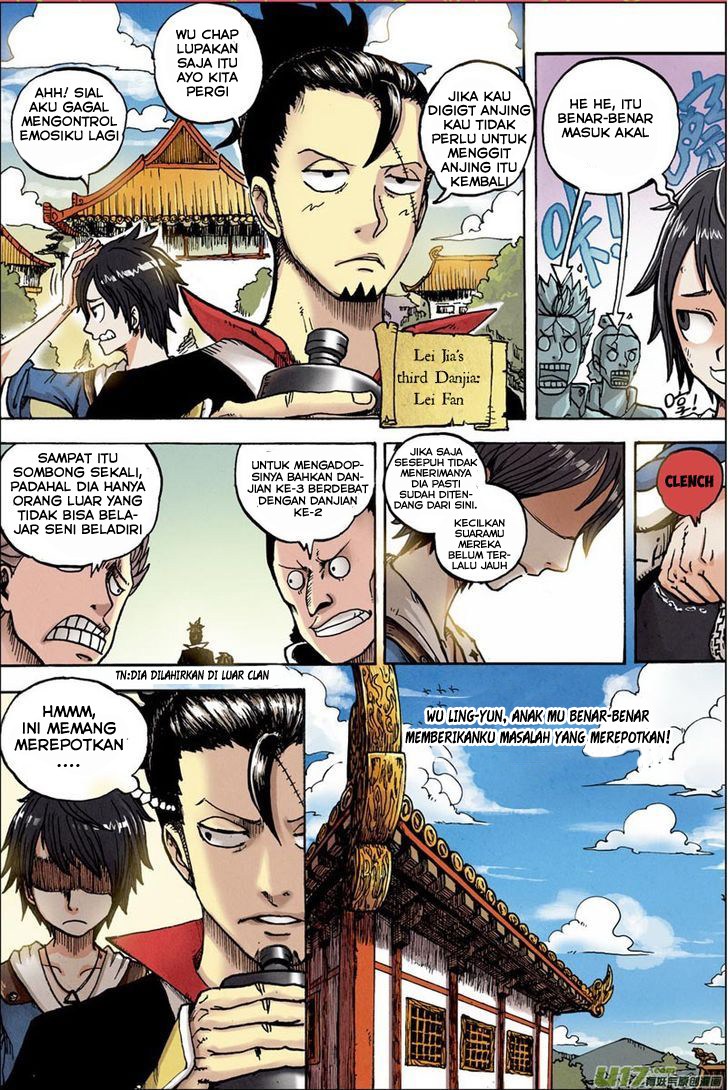 WU CHAP
LUPAKAN
SAJA ITU
AYO KITA
PERGI
AHH! SIAL
AKU GAGAL
MENGONTROL
EMOSIKU LAGI
JIKA KAU
DIGIGT ANJING
KAU TIDAK
PERLU UNTUK
MENGGIT
ANJING ITU
KEMBALI
Lei Jia's
third Danjia:
Lei Fan
HE HE, ITU
BENAR-BENAR
MASUK AKAL
OK!
SAMPAT ITU
SOMBONG SEKALI,
PADAHAL DIA HANYA
ORANG LUAR YANG
TIDAK BISA BELA-
JAR SENI BELADIRI
UNTUK MENGADOP-
SINYA BAHKAN DAN-
JIAN KE-3 BERDEBAT
DENGAN DANJIAN
KE-2
JIKA SAJA
SESEPUH TIDAK
MENERIMANYA
DIA PASTI
SUDAH DITEN-
DANG DARI SINI.
KECILKAN
SUARAMU
MEREKA
BELUM TER-
LALU JAUH
CLENCH
TN:DIA DILAHIRKAN DI LUAR CLAN
HMMM,
INI MEMANG
MEREPOTKAN
....
WU LING-YUN, ANAK MU BENAR-BENAR
MEMBERIKANKU MASALAH YANG MEREPOTKAN!
U17